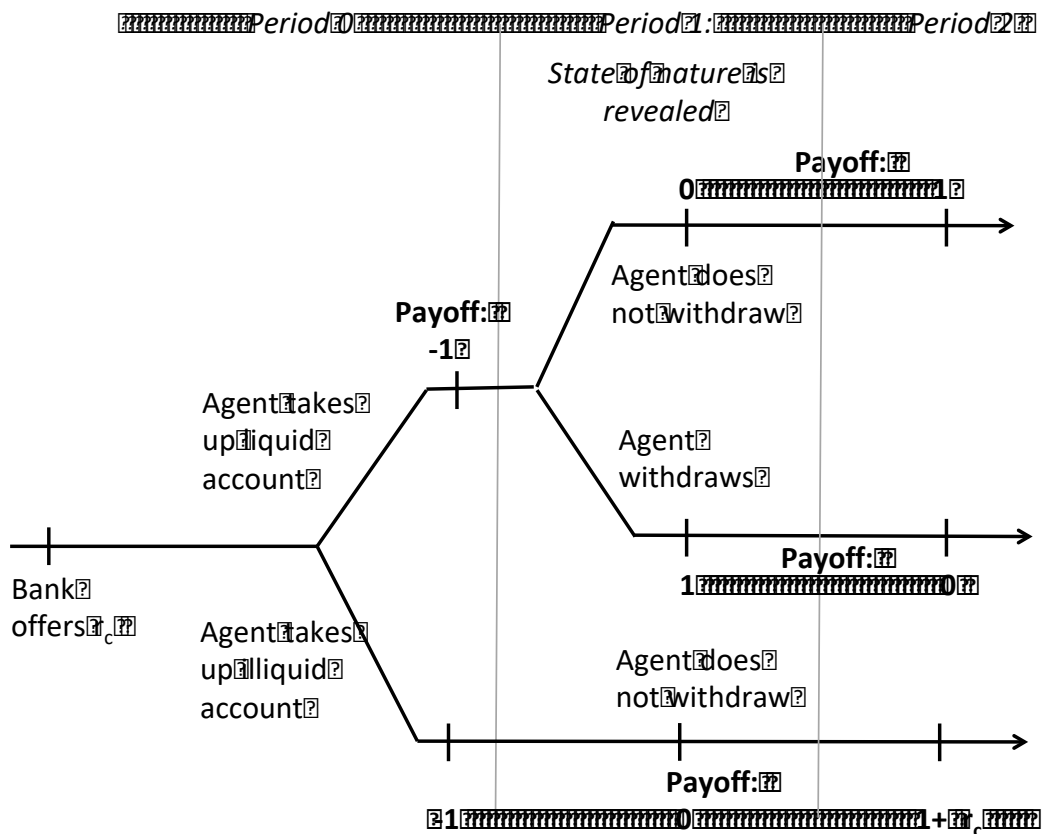 Period 0 Period 1: Period 2
State of nature is
revealed
Payoff:
0 1
Agent does
not withdraw
Payoff:
-1
Agent takes
up liquid
account
Agent
withdraws
Payoff:
1 0
Bank
offers r_c
Agent takes
up illiquid
account
Agent does
not withdraw
Payoff:
-1 0 1+ r_c